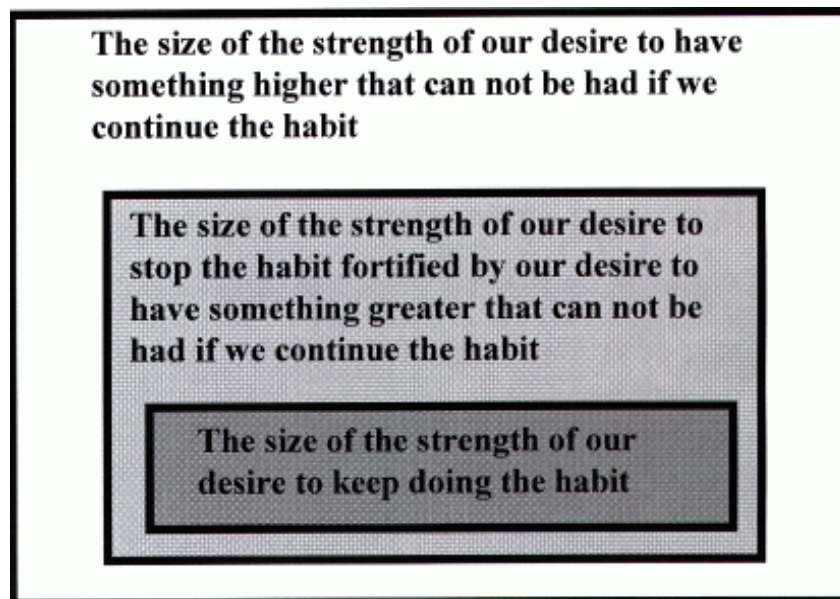 The size of the strength of our desire to have
something higher that can not be had if we
continue the habit
The size of the strength of our desire to
stop the habit fortified by our desire to
have something greater that can not be
had if we continue the habit
The size of the strength of our
desire to keep doing the habit